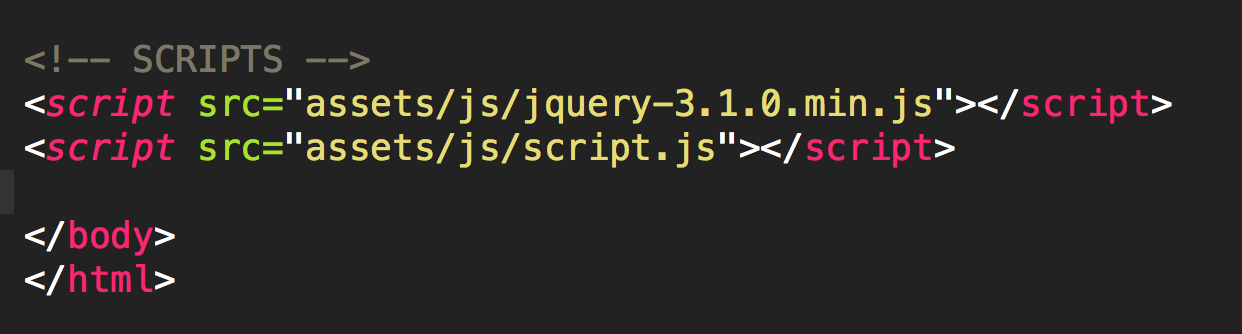 <!-- SCRIPTS -->
<script src="assets/js/jquery-3.1.0.min.js"></script>
<script src="assets/js/script.js"></script>
</body>
</html>